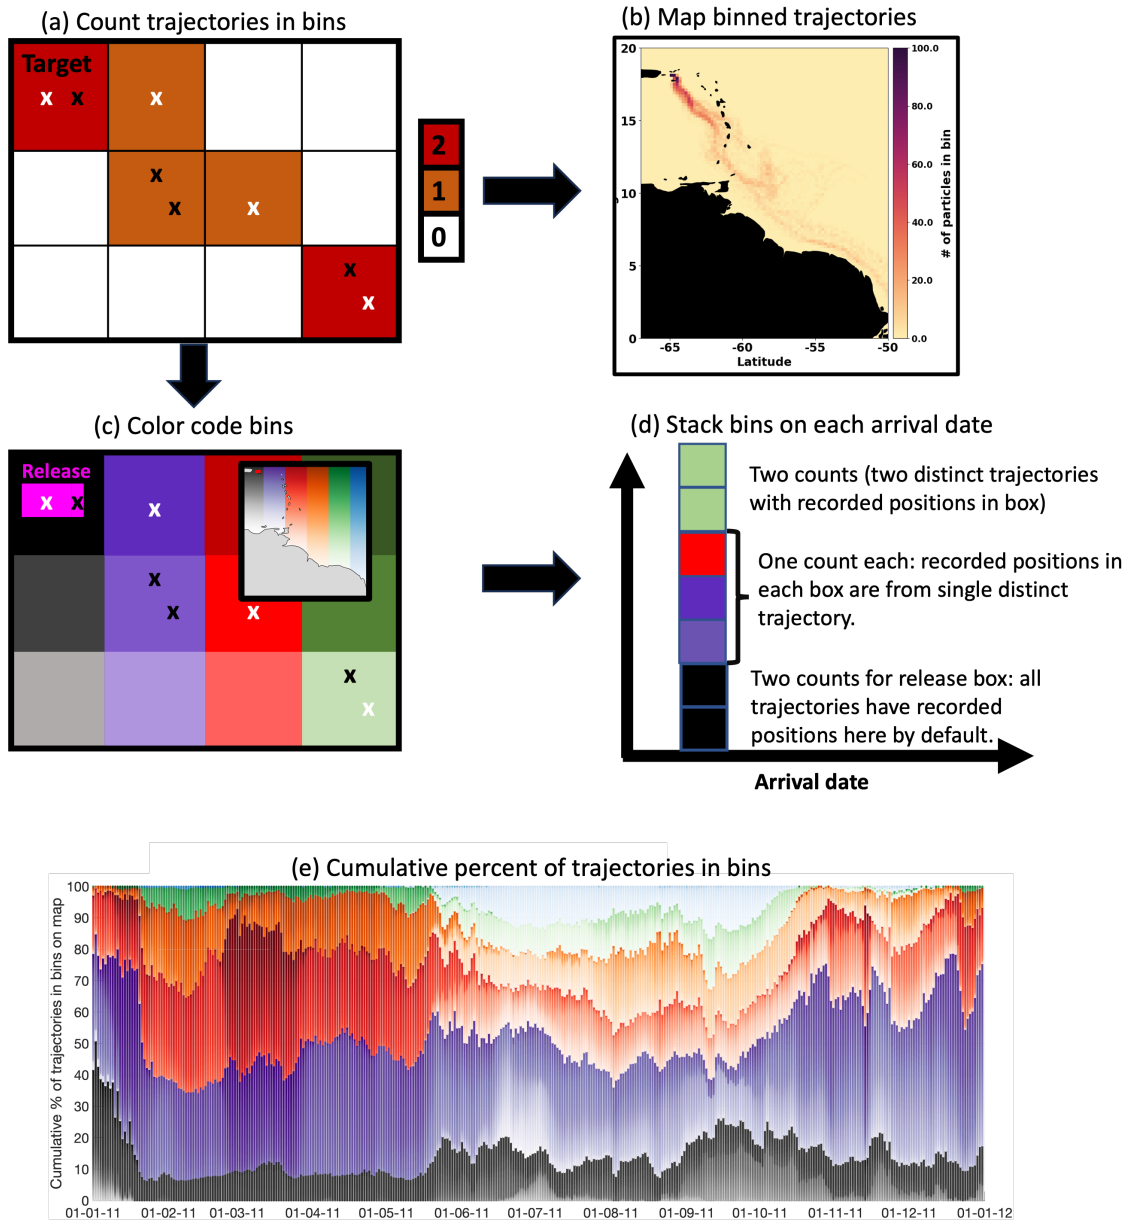 (a) Count trajectories in bins
Target
x x x
x
x x
x
x
2
1
0
(b) Map binned trajectories
20
15
10
5
0
-65 -60 -55 -50
Latitude
100.0
80.0
60.0
40.0
20.0
0.0
# of particles in bin
(c) Color code bins
Release
x x x
x
x x
x
x
(d) Stack bins on each arrival date
Two counts (two distinct trajectories
with recorded positions in box)
One count each: recorded positions in
each box are from single distinct
trajectory.
Two counts for release box: all
trajectories have recorded
positions here by default.
Arrival date
(e) Cumulative percent of trajectories in bins
Cumulative % of trajectories in bins on map
100
90
80
70
60
50
40
30
20
10
0
01-01-11 01-02-11 01-03-11 01-04-11 01-05-11 01-06-11 01-07-11 01-08-11 01-09-11 01-10-11 01-11-11 01-12-11 01-01-12